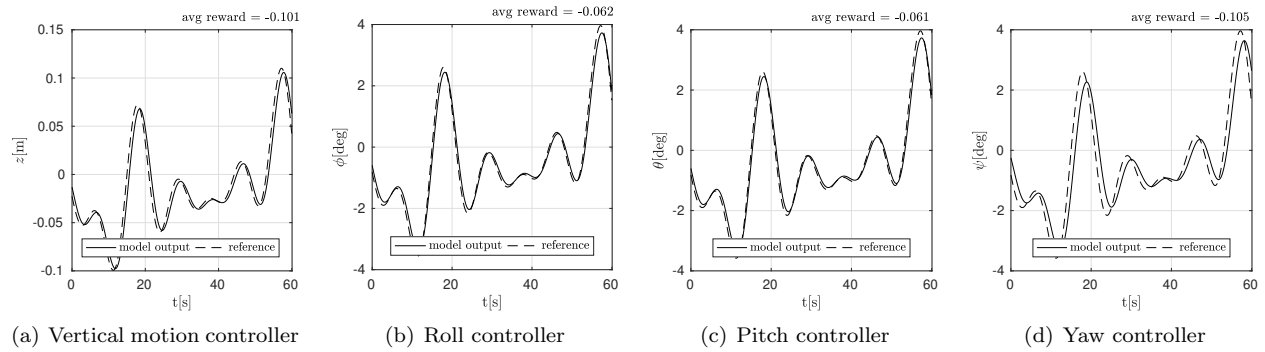 avg reward = -0.101
0.15
0.1
0.05
0
-0.05
-0.1
z[m]
model output
reference
0
20
40
60
t[s]
(a) Vertical motion controller
avg reward = -0.062
4
2
0
-2
-4
ϕ[deg]
model output
reference
0
20
40
60
t[s]
(b) Roll controller
avg reward = -0.061
4
2
0
-2
-4
θ[deg]
model output
reference
0
20
40
60
t[s]
(c) Pitch controller
avg reward = -0.105
4
2
0
-2
-4
ψ[deg]
model output
reference
0
20
40
60
t[s]
(d) Yaw controller